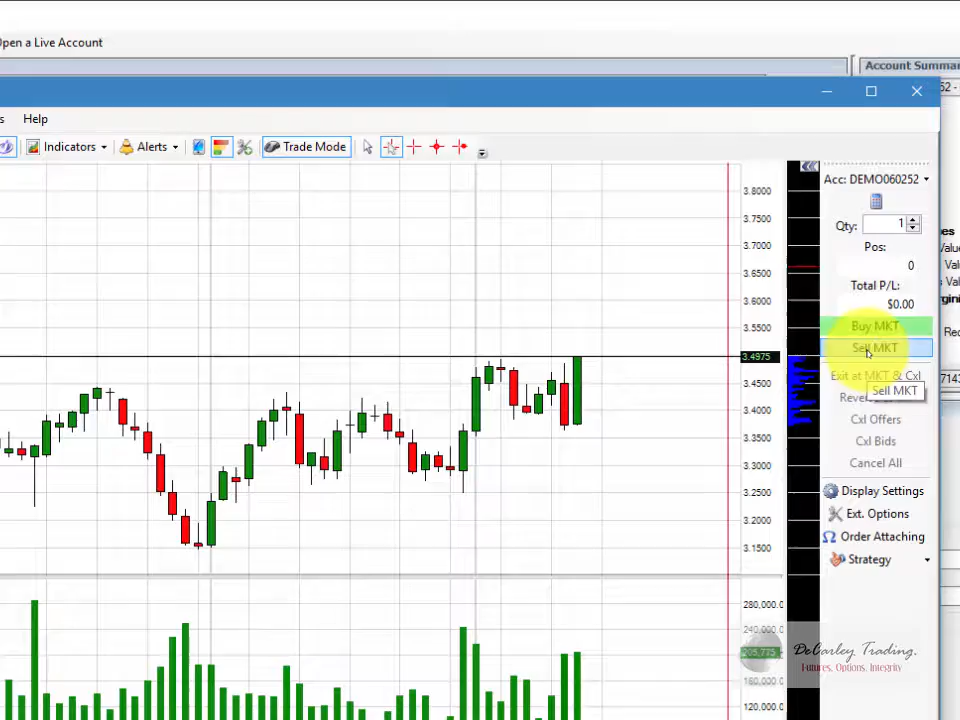 Open a Live Account
Account Summar
52 -
s Help
Indicators Alerts Trade Mode
Acc: DEMO060252
Qty: 1
Pos:
0
Total P/L:
$0.00
Buy MKT
Sell MKT
Exit at MKT & Cxl
Sell MKT
Cxl Offers
Cxl Bids
Cancel All
Display Settings
Ext. Options
Order Attaching
Strategy
3.8000
3.7500
3.7000
3.6500
3.6000
3.5500
3.4975
3.4500
3.4000
3.3500
3.3000
3.2500
3.2000
3.1500
280,000.0
240,000.0
205,775
160,000.0
120,000.0
DeCarley Trading.
Futures, Options, Integrity